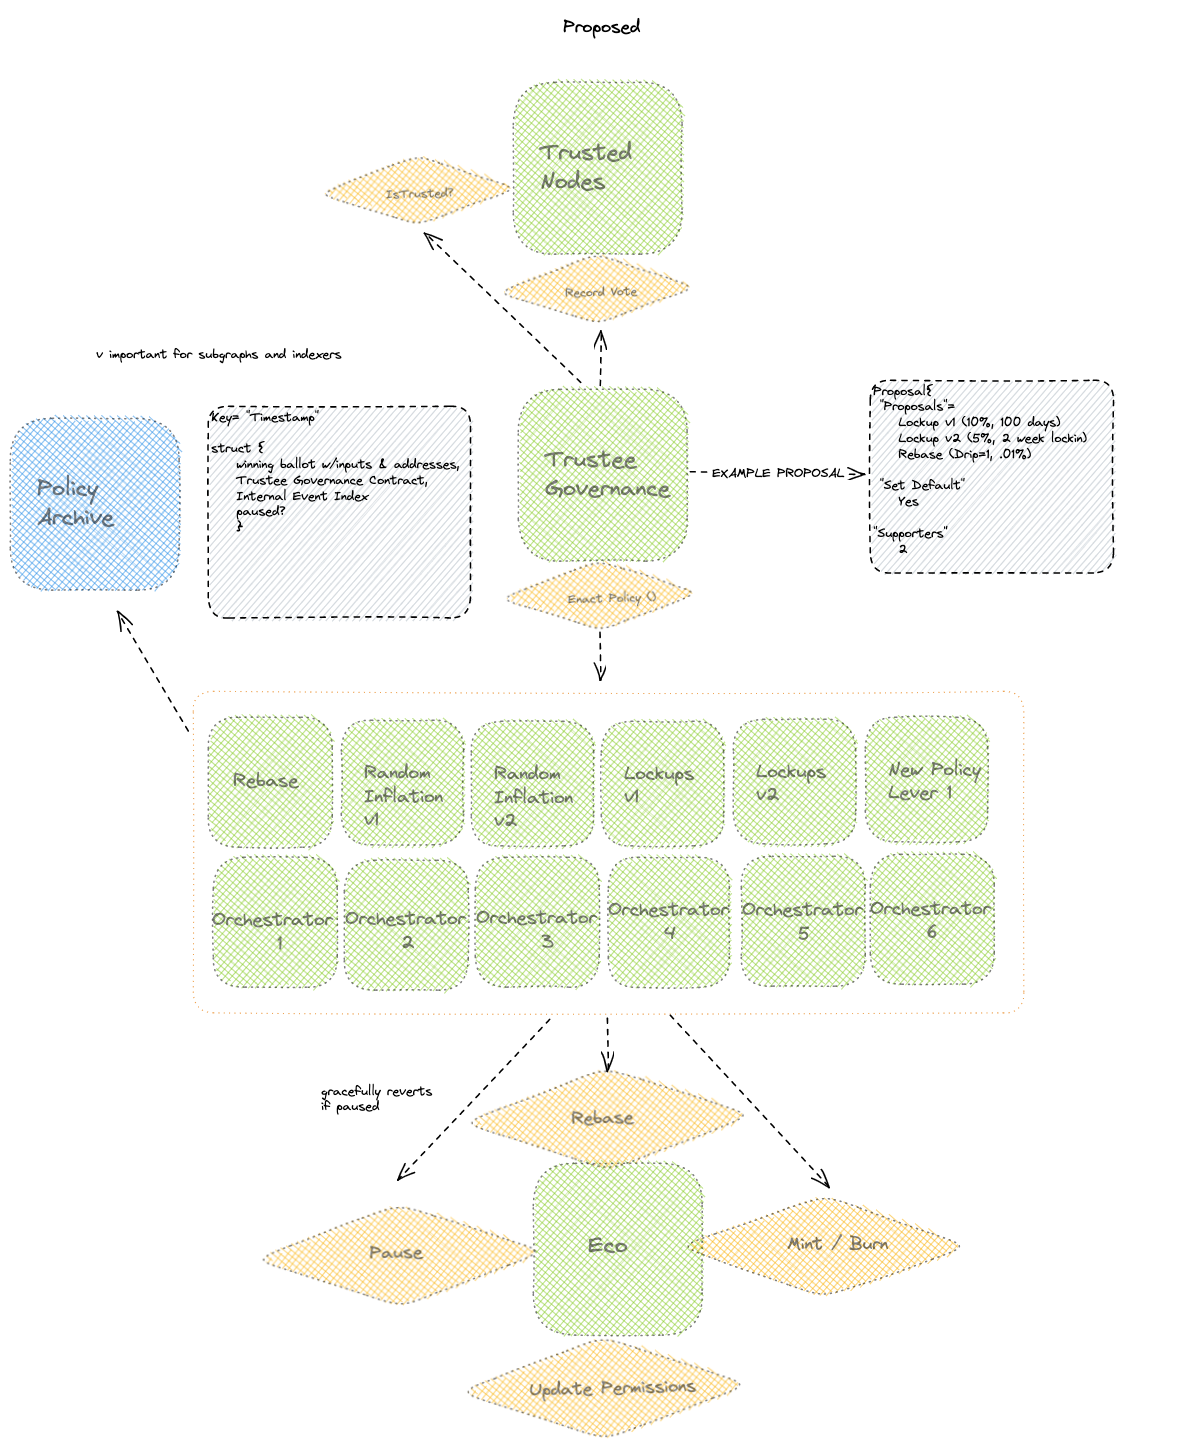 Proposed
Trusted
Nodes
IsTrusted?
Record Vote
v important for subgraphs and indexers
Policy
Archive
Key= "Timestamp"
struct {
winning ballot w/inputs & addresses,
Trustee Governance Contract,
Internal Event Index
paused?
}
Trustee
Governance
EXAMPLE PROPOSAL
Proposal{
"Proposals"=
Lockup v1 (10%, 100 days)
Lockup v2 (5%, 2 week lockin)
Rebase (Drip=1, .01%)
"Set Default"
Yes
"Supporters"
2
Enact Policy ()
Rebase
Random
Inflation
v1
Random
Inflation
v2
Lockups
v1
Lockups
v2
New Policy
Lever 1
Orchestrator
1
Orchestrator
2
Orchestrator
3
Orchestrator
4
Orchestrator
5
Orchestrator
6
gracefully reverts
if paused
Rebase
Pause
Eco
Mint / Burn
Update Permissions